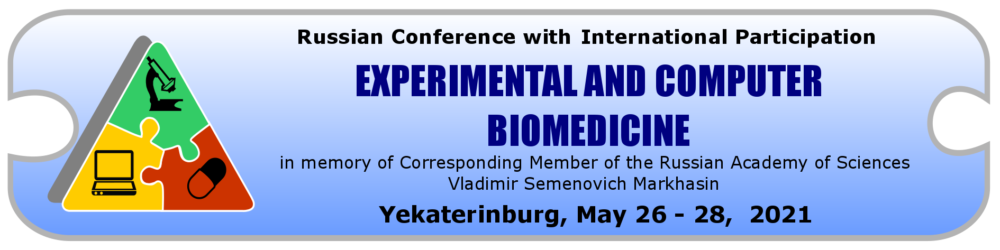 Russian Conference with International Participation
EXPERIMENTAL AND COMPUTER
BIOMEDICINE
in memory of Corresponding Member of the Russian Academy of Sciences
Vladimir Semenovich Markhasin
Yekaterinburg, May 26 - 28, 2021